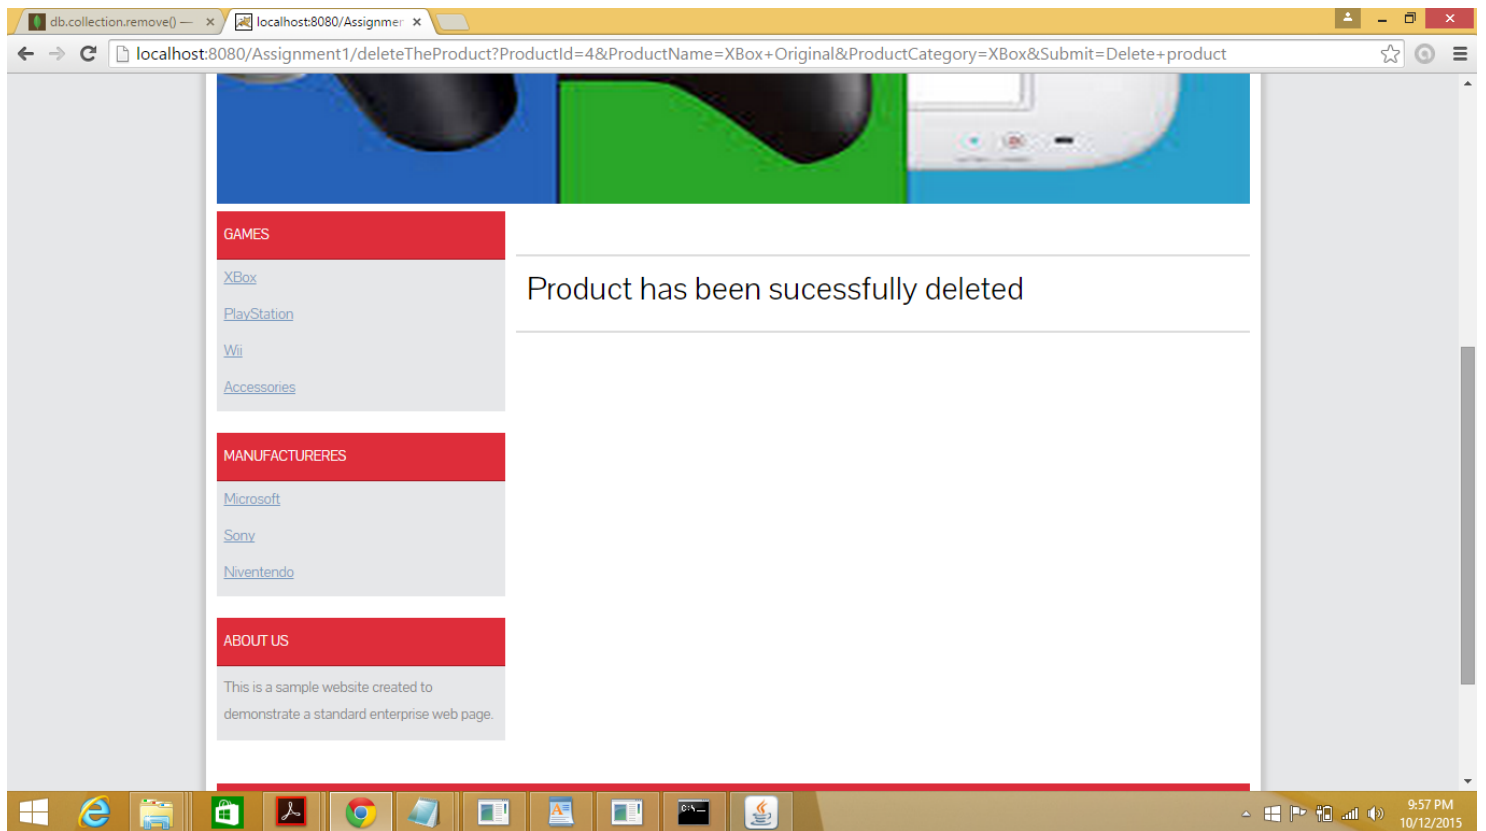 db.collection.remove() —
localhost:8080/Assignmer
localhost:8080/Assignment1/deleteTheProduct?ProductId=4&ProductName=XBox+Original&ProductCategory=XBox&Submit=Delete+product
GAMES
XBox
PlayStation
Wii
Accessories
Product has been sucessfully deleted
MANUFACTURERES
Microsoft
Sony
Niventendo
ABOUT US
This is a sample website created to
demonstrate a standard enterprise web page.
C:\_
9:57 PM
10/12/2015